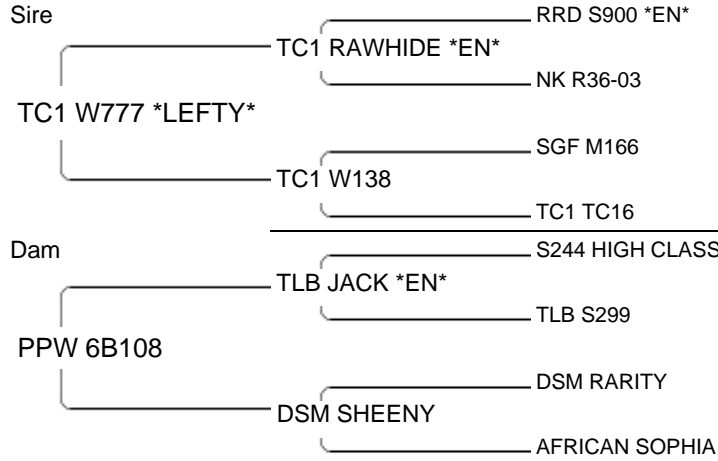 Sire
RRD S900 *EN*
TC1 RAWHIDE *EN*
NK R36-03
TC1 W777 *LEFTY*
SGF M166
TC1 W138
TC1 TC16
Dam
S244 HIGH CLASS
TLB JACK *EN*
TLB S299
PPW 6B108
DSM RARITY
DSM SHEENY
AFRICAN SOPHIA